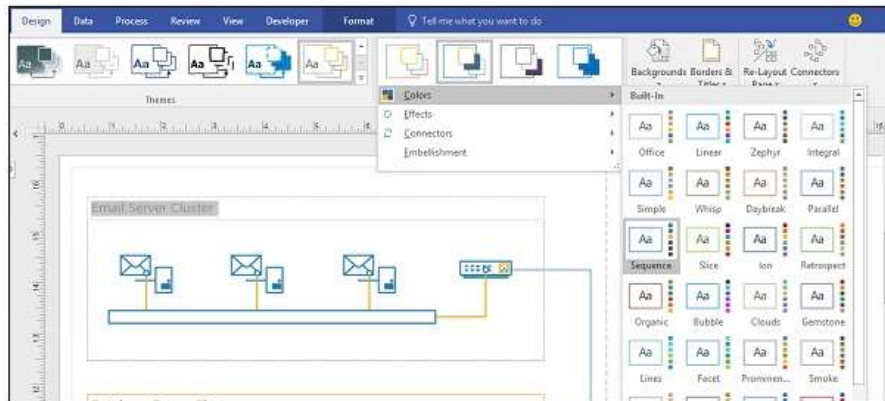 Design Data Process Review View Developer Format Tell me what you want to do
Aa Aa Aa Aa Aa Aa
Backgrounds Borders & Re-Layout Connectors
Titles Page
Themes
Colors
Effects
Connectors
Embellishment
Built-In
Aa Aa Aa Aa
Office Linear Zephyr Integral
Aa Aa Aa Aa
Simple Whisp Daybreak Parallel
Aa Aa Aa Aa
Sequence Slice Ion Retrospect
Aa Aa Aa Aa
Organic Bubble Clouds Gemstone
Aa Aa Aa Aa
Lines Facet Prominen... Smoke
Email Server Cluster